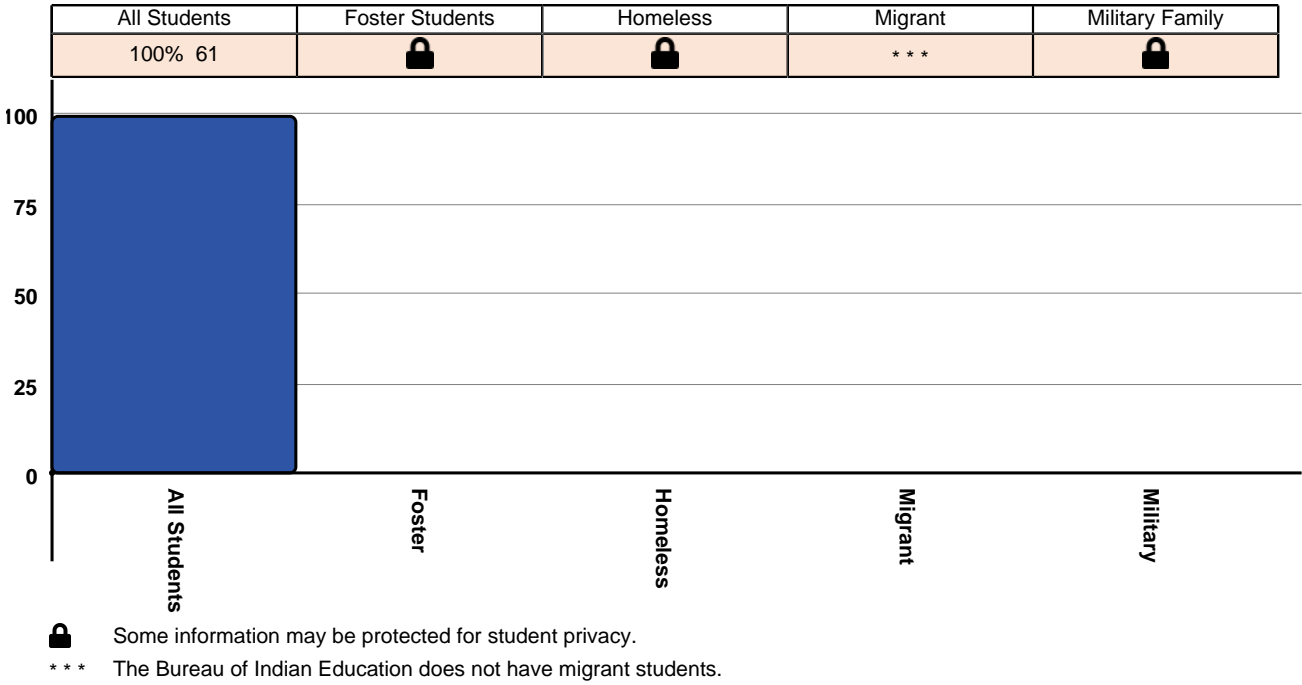 All Students Foster Students Homeless Migrant Military Family
100% 61 * * *
100
75
50
25
0
All Students
Foster
Homeless
Migrant
Military
Some information may be protected for student privacy.
* * * The Bureau of Indian Education does not have migrant students.